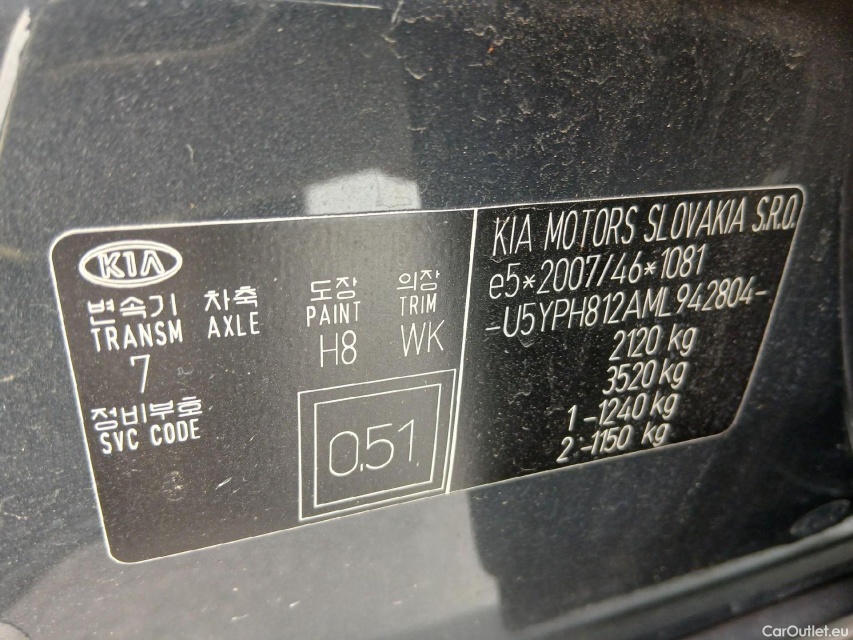 KIA
변속기 차축 도장 의장
TRANSM AXLE PAINT TRIM
7 H8 WK
정비부호
SVC CODE
0.51
KIA MOTORS SLOVAKIA S.R.O.
e5*2007/46*1081
-U5YPH812AML942804-
2120 kg
3520 kg
1-1240 kg
2-1150 kg
CarOutlet.eu